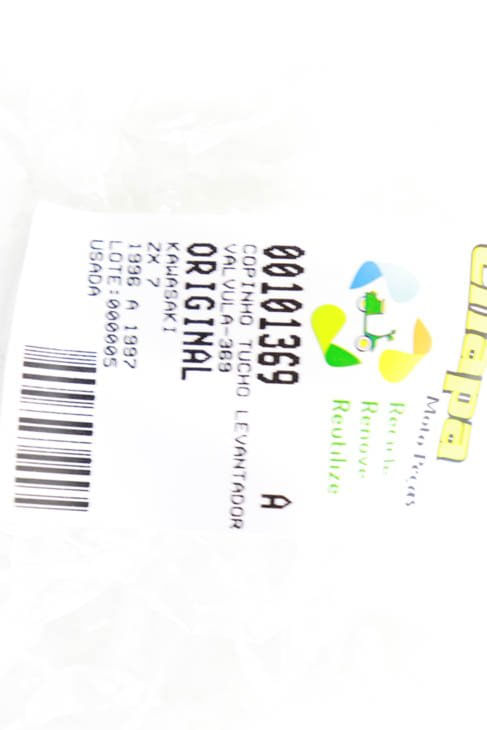 Moto Peças
Recicle
Renove
Reutilize
00101369 A
COPINHO TUCHO LEVANTADOR
VALVULA-389
ORIGINAL
KAWASAKI
ZX 7
1996 A 1997
LOTE:000005
USADA